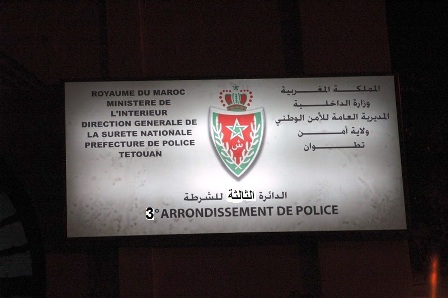 ROYAUME DU MAROC
MINISTERE DE
L'INTERIEUR
DIRECTION GENERALE DE
LA SURETE NATIONALE
PREFECTURE DE POLICE
TETOUAN
المملكة المغربية
وزارة الداخلية
المديرية العامة للأمن الوطني
ولاية أمن
تطوان
ش
الدائرة الثالثة للشرطة
3°ARRONDISSEMENT DE POLICE